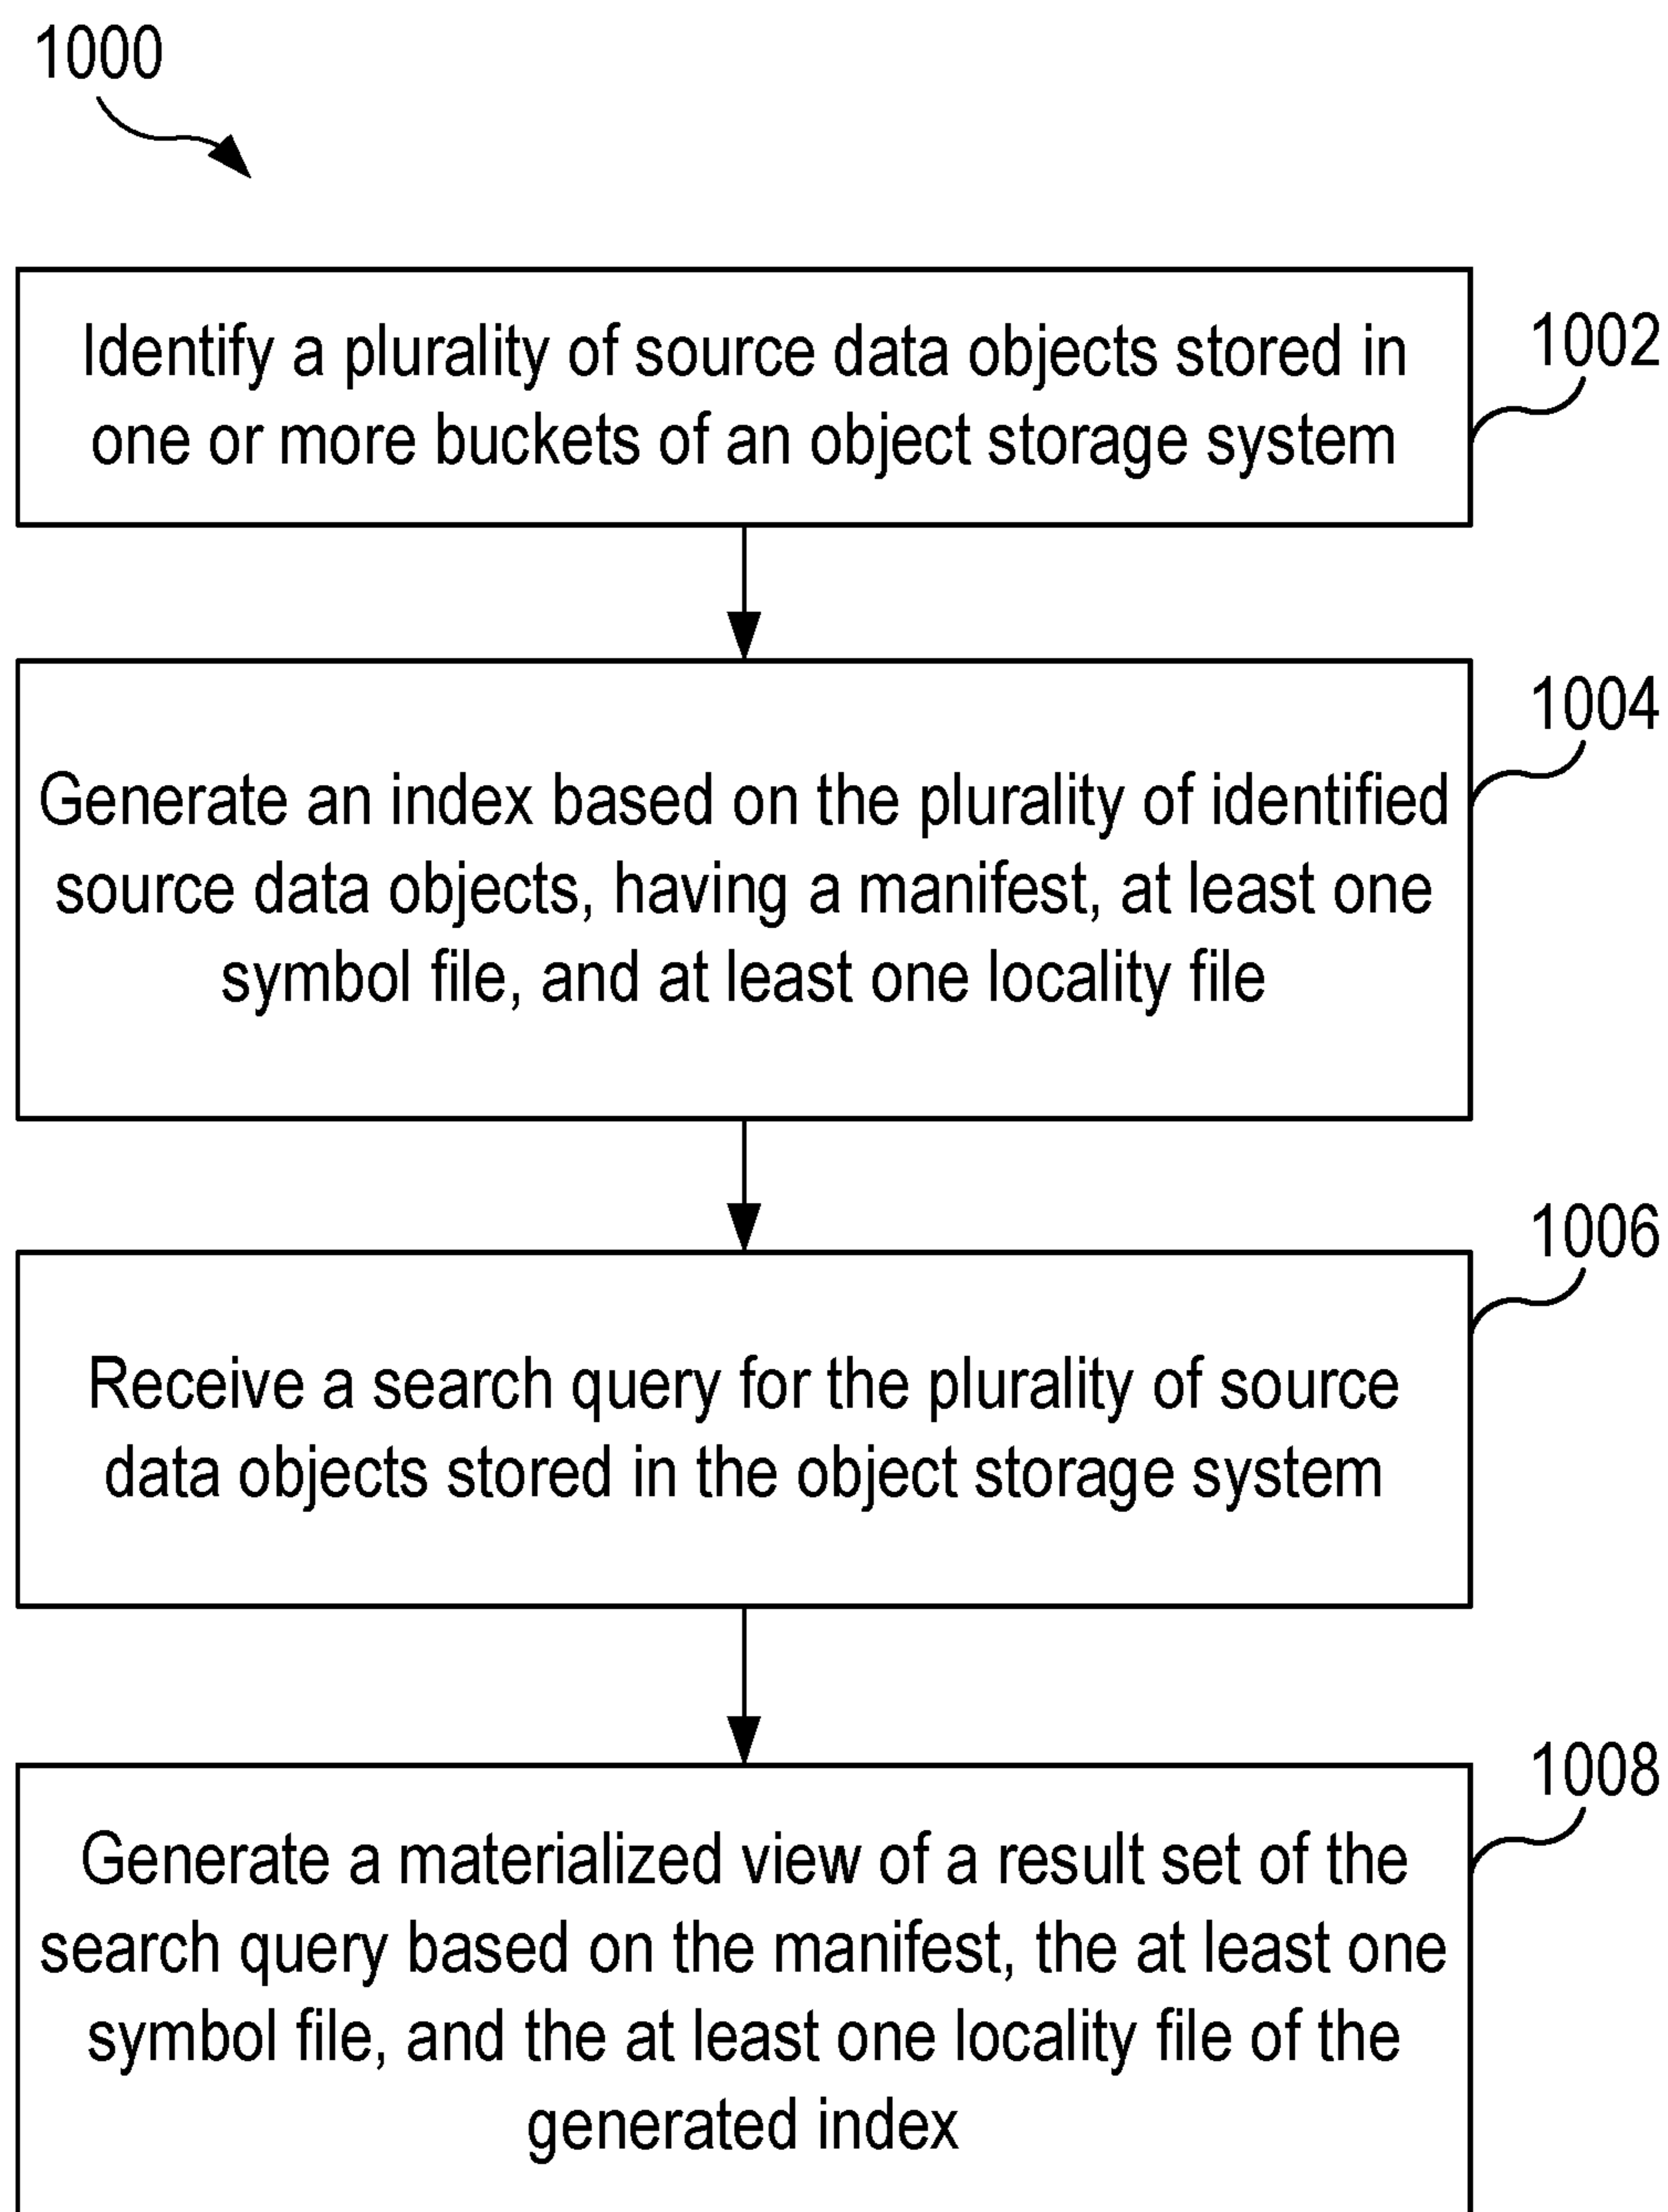 1000
Identify a plurality of source data objects stored in
one or more buckets of an object storage system
1002
Generate an index based on the plurality of identified
source data objects, having a manifest, at least one
symbol file, and at least one locality file
1004
Receive a search query for the plurality of source
data objects stored in the object storage system
1006
Generate a materialized view of a result set of the
search query based on the manifest, the at least one
symbol file, and the at least one locality file of the
generated index
1008